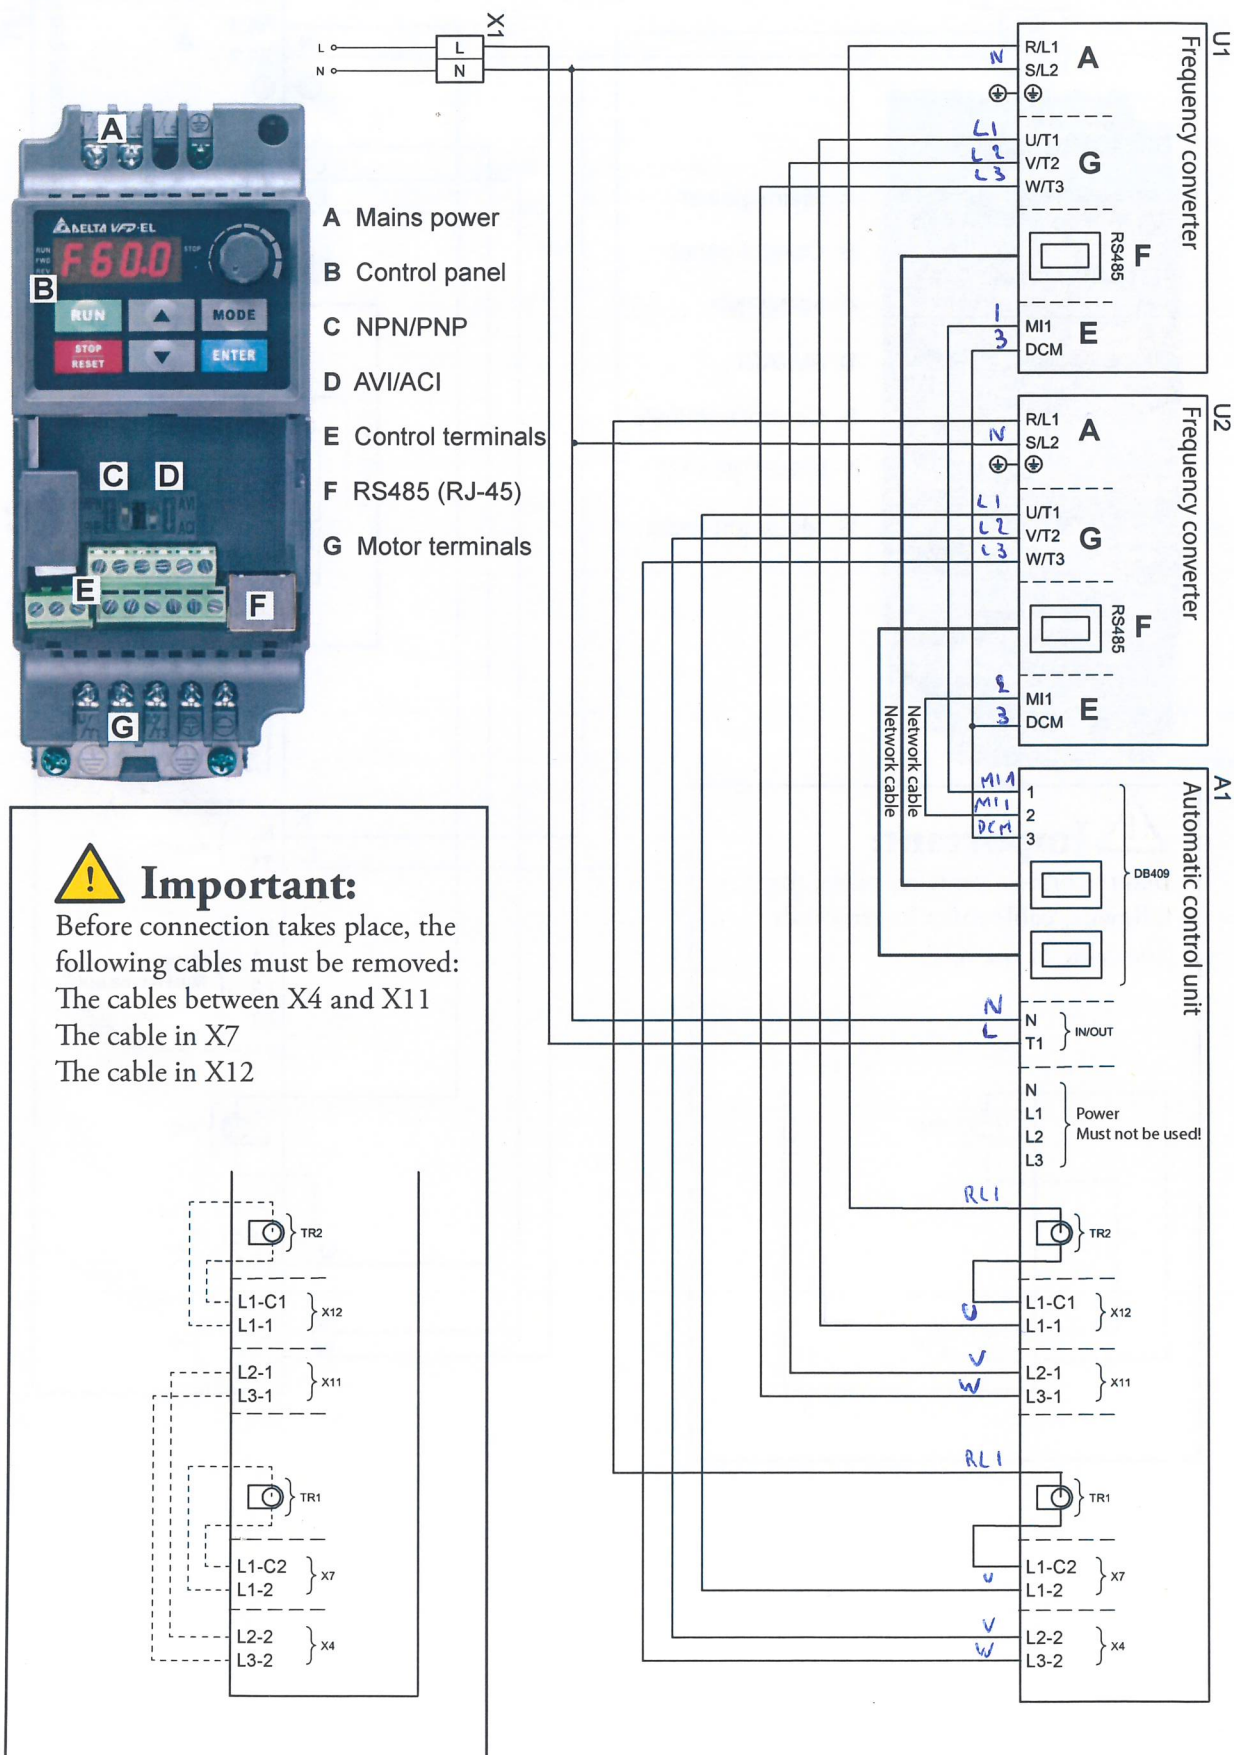 X1
L
L
N
N
U1
Frequency converter
N
R/L1
S/L2
A
L1
L2
L3
U/T1
V/T2
W/T3
G
RS485
F
1
3
MI1
DCM
E
U2
Frequency converter
N
R/L1
S/L2
A
L1
L2
L3
U/T1
V/T2
W/T3
G
RS485
F
2
3
MI1
DCM
E
Network cable
Network cable
A1
Automatic control unit
MI1
MI1
DCM
1
2
3
DB409
N
L
N
T1
IN/OUT
N
L1
L2
L3
Power
Must not be used!
RL1
TR2
L1-C1
L1-1
X12
U
V
W
L2-1
L3-1
X11
RL1
TR1
L1-C2
L1-2
X7
U
V
W
L2-2
L3-2
X4
A
DELTA VFD-EL
RUN
FWD
REV
F60.0
STOP
B
RUN
MODE
STOP
RESET
ENTER
C
D
AVI
ACI
E
F
G
A Mains power
B Control panel
C NPN/PNP
D AVI/ACI
E Control terminals
F RS485 (RJ-45)
G Motor terminals
!
Important:
Before connection takes place, the
following cables must be removed:
The cables between X4 and X11
The cable in X7
The cable in X12
TR2
L1-C1
L1-1
X12
L2-1
L3-1
X11
TR1
L1-C2
L1-2
X7
L2-2
L3-2
X4